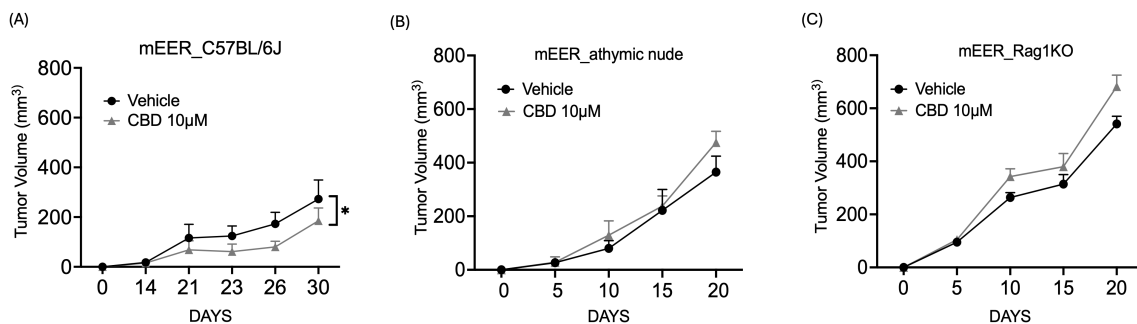 (A)
mEER_C57BL/6J
Tumor Volume (mm3)
800
600
400
200
0
Vehicle
CBD 10μM
*
0 14 21 23 26 30
DAYS
(B)
mEER_athymic nude
Tumor Volume (mm3)
800
600
400
200
0
Vehicle
CBD 10μM
0 5 10 15 20
DAYS
(C)
mEER_Rag1KO
Tumor Volume (mm3)
800
600
400
200
0
Vehicle
CBD 10μM
0 5 10 15 20
DAYS